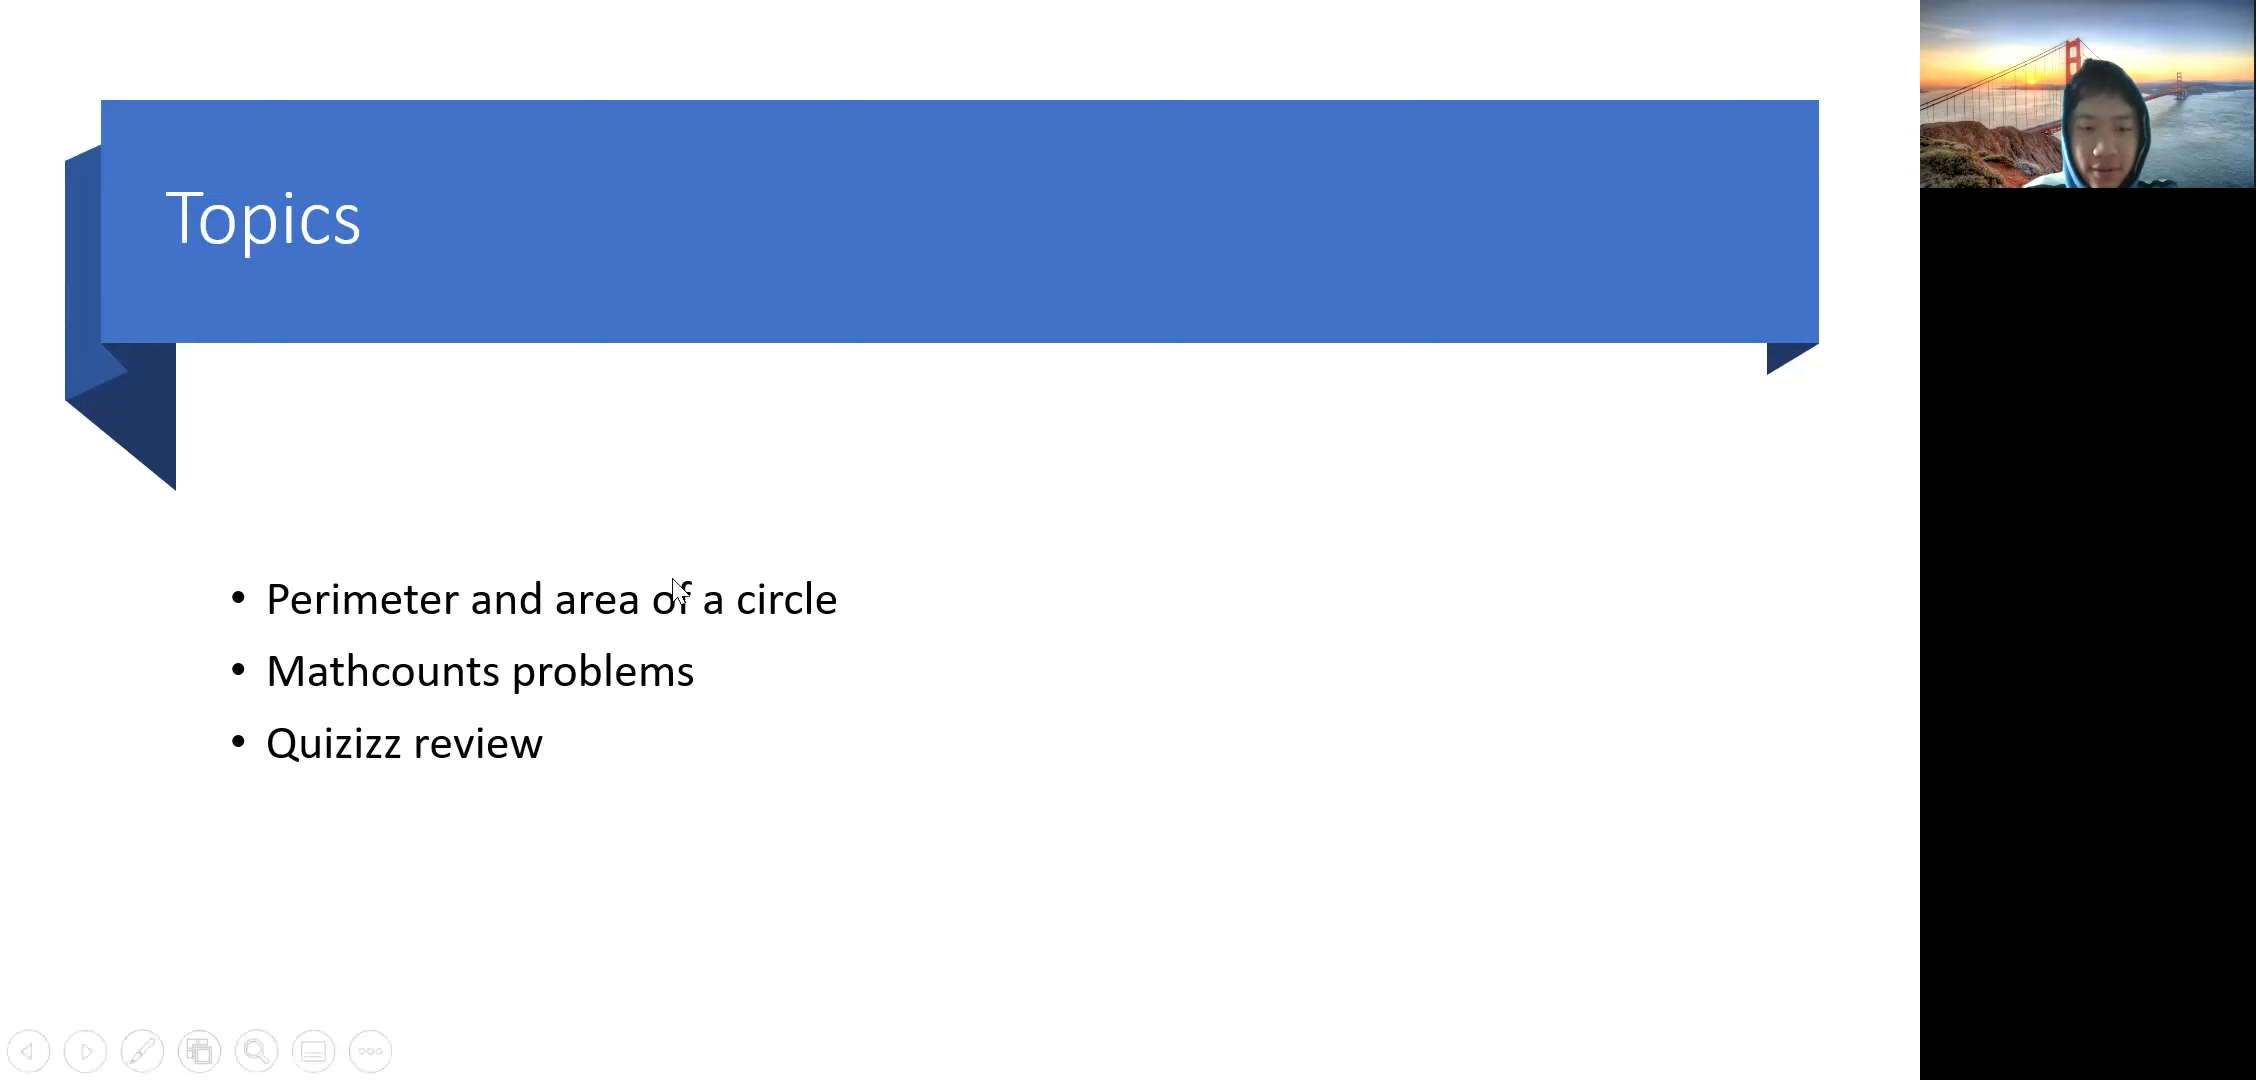 Topics
• Perimeter and area of a circle
• Mathcounts problems
• Quizizz review